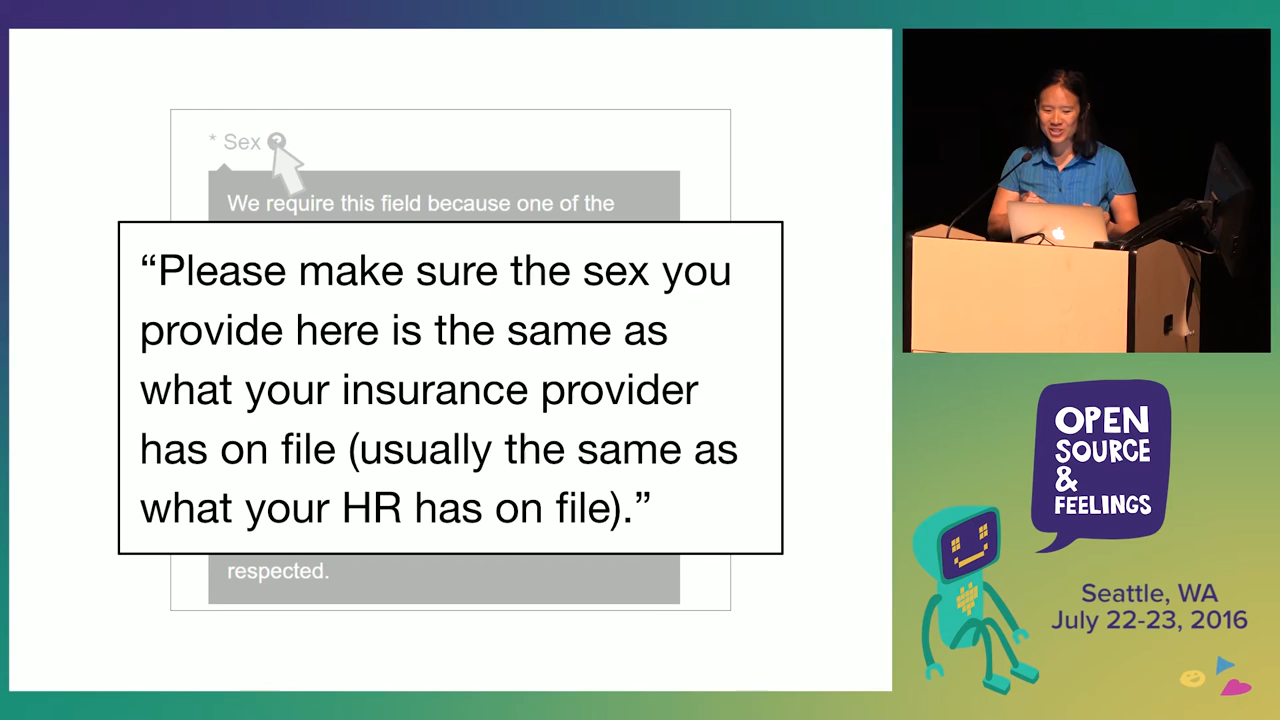 * Sex ?
We require this field because one of the
“Please make sure the sex you
provide here is the same as
what your insurance provider
has on file (usually the same as
what your HR has on file).”
respected.
OPEN
SOURCE
&
FEELINGS
Seattle, WA
July 22-23, 2016